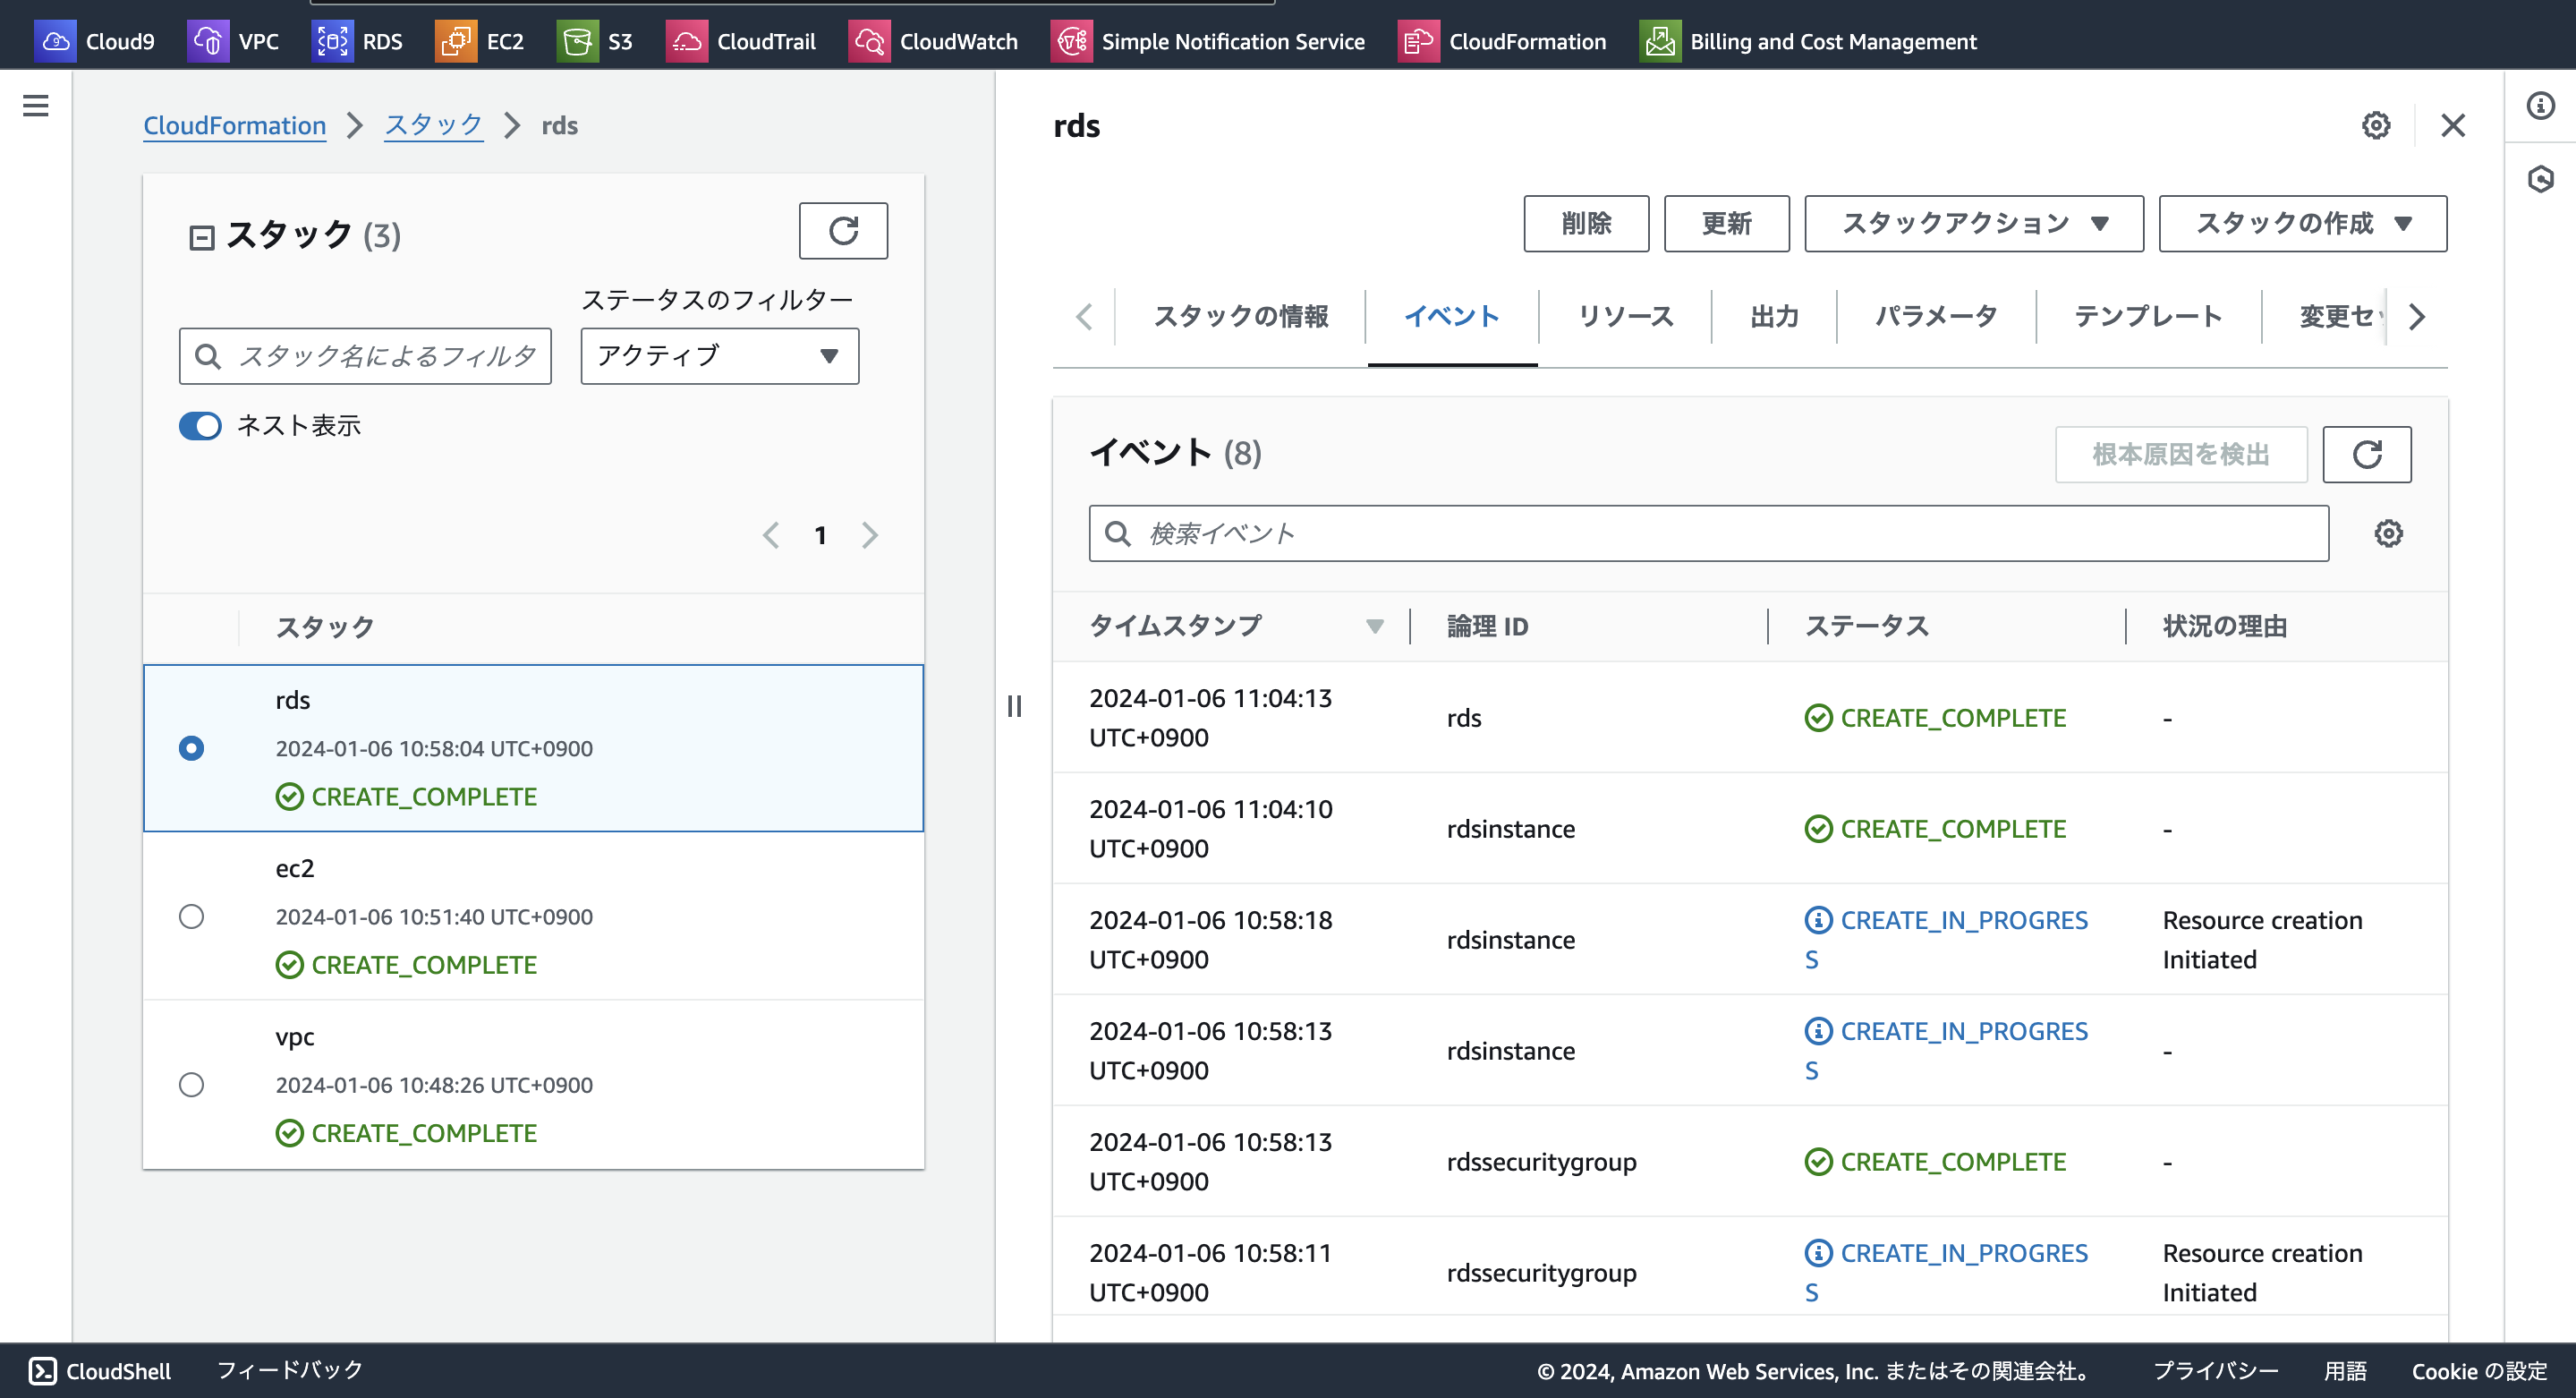 Cloud9 VPC RDS EC2 S3 CloudTrail CloudWatch Simple Notification Service CloudFormation Billing and Cost Management
CloudFormation > スタック > rds
スタック (3)
ステータスのフィルター
スタック名によるフィルタ
アクティブ
ネスト表示
1
スタック
rds
2024-01-06 10:58:04 UTC+0900
CREATE_COMPLETE
ec2
2024-01-06 10:51:40 UTC+0900
CREATE_COMPLETE
vpc
2024-01-06 10:48:26 UTC+0900
CREATE_COMPLETE
rds
削除 更新 スタックアクション スタックの作成
スタックの情報 イベント リソース 出力 パラメータ テンプレート 変更セ
イベント (8)
根本原因を検出
検索イベント
タイムスタンプ 論理 ID ステータス 状況の理由
2024-01-06 11:04:13
UTC+0900
rds
CREATE_COMPLETE
-
2024-01-06 11:04:10
UTC+0900
rdsinstance
CREATE_COMPLETE
-
2024-01-06 10:58:18
UTC+0900
rdsinstance
CREATE_IN_PROGRES
S
Resource creation
Initiated
2024-01-06 10:58:13
UTC+0900
rdsinstance
CREATE_IN_PROGRES
S
-
2024-01-06 10:58:13
UTC+0900
rdssecuritygroup
CREATE_COMPLETE
-
2024-01-06 10:58:11
UTC+0900
rdssecuritygroup
CREATE_IN_PROGRES
S
Resource creation
Initiated
CloudShell フィードバック © 2024, Amazon Web Services, Inc. またはその関連会社。 プライバシー 用語 Cookie の設定